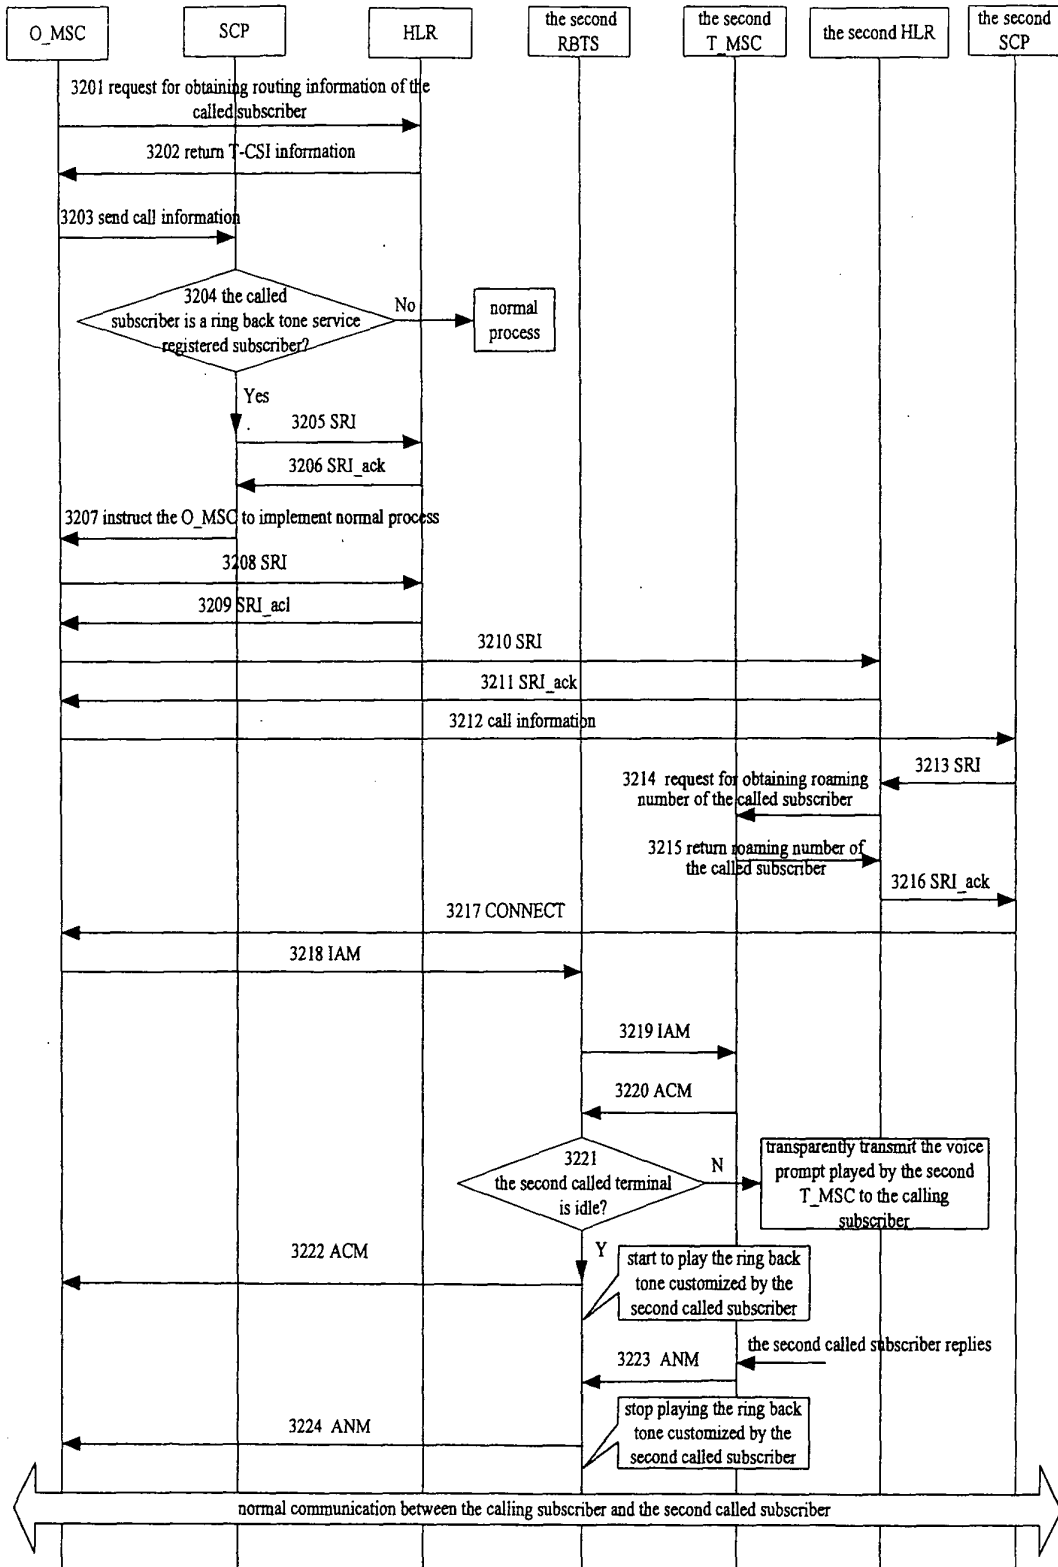 O_MSC
SCP
HLR
the second
RBTS
the second
T_MSC
the second HLR
the second
SCP
3201 request for obtaining routing information of the
called subscriber
3202 return T-CSI information
3203 send call information
3204 the called
subscriber is a ring back tone service
registered subscriber?
No
normal
process
Yes
3205 SRI
3206 SRI_ack
3207 instruct the O_MSC to implement normal process
3208 SRI
3209 SRI_acl
3210 SRI
3211 SRI_ack
3212 call information
3213 SRI
3214 request for obtaining roaming
number of the called subscriber
3215 return roaming number of
the called subscriber
3216 SRI_ack
3217 CONNECT
3218 IAM
3219 IAM
3220 ACM
3221
the second called terminal
is idle?
N
transparently transmit the voice
prompt played by the second
T_MSC to the calling
subscriber
Y
3222 ACM
start to play the ring back
tone customized by the
second called subscriber
the second called subscriber replies
3223 ANM
3224 ANM
stop playing the ring back
tone customized by the
second called subscriber
normal communication between the calling subscriber and the second called subscriber